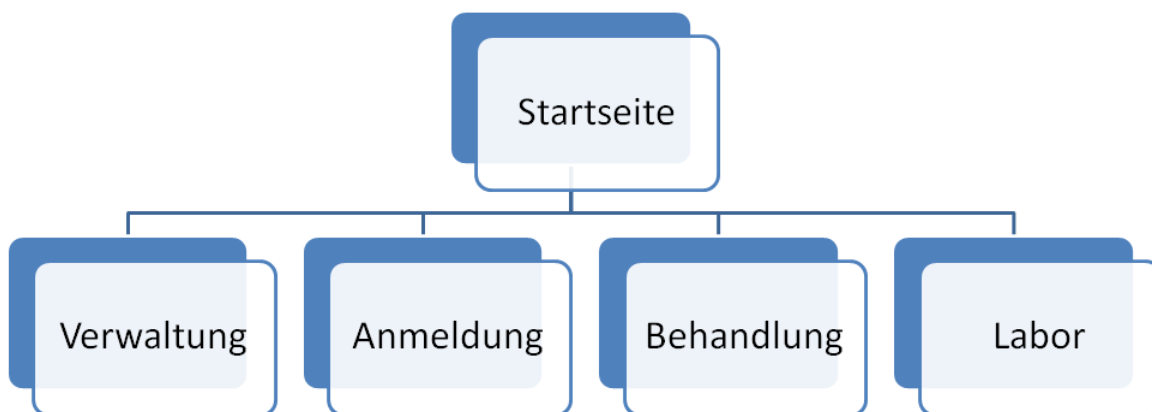 Startseite
Verwaltung
Anmeldung
Behandlung
Labor